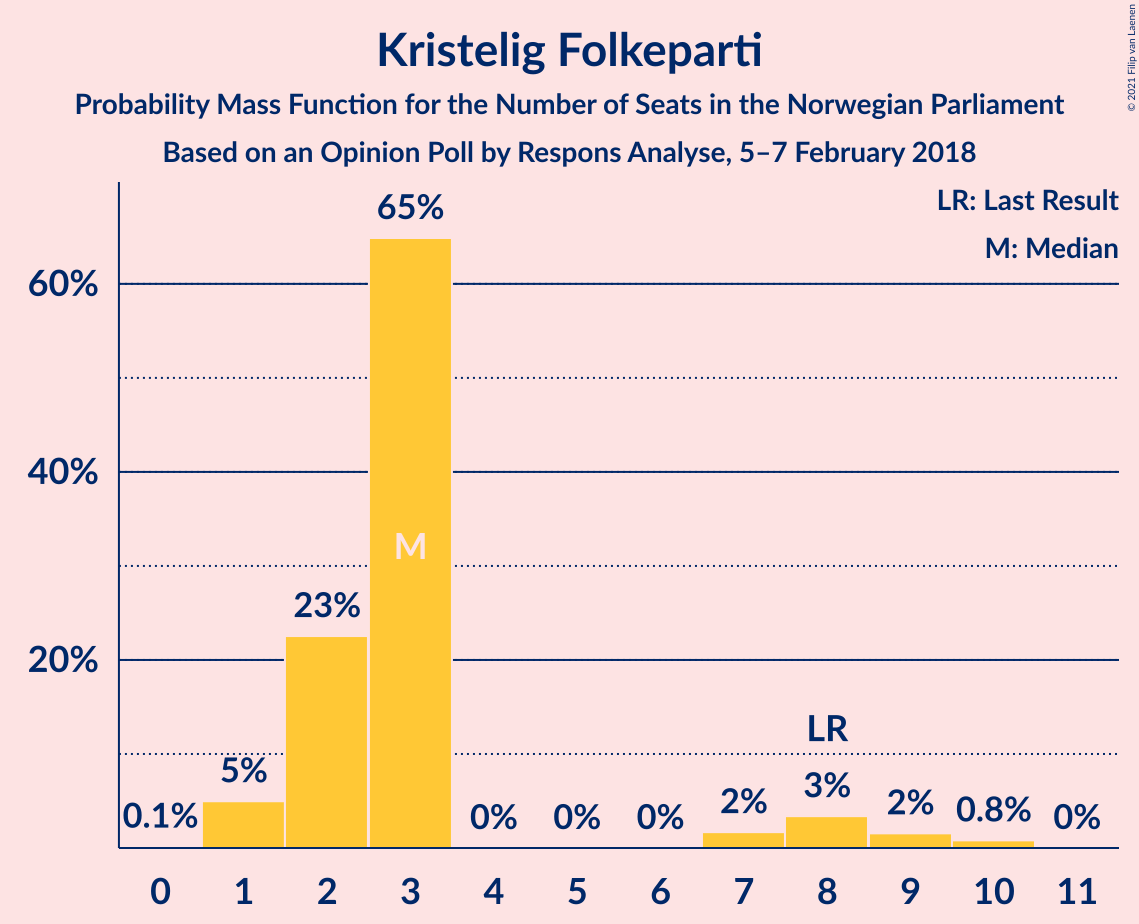 Kristelig Folkeparti
Probability Mass Function for the Number of Seats in the Norwegian Parliament
Based on an Opinion Poll by Respons Analyse, 5–7 February 2018
© 2021 Filip van Laenen
LR: Last Result
M: Median
65%
60%
40%
M
23%
20%
LR
5%
3%
2%
2%
0.8%
0.1%
0%
0%
0%
0%
0 1 2 3 4 5 6 7 8 9 10 11